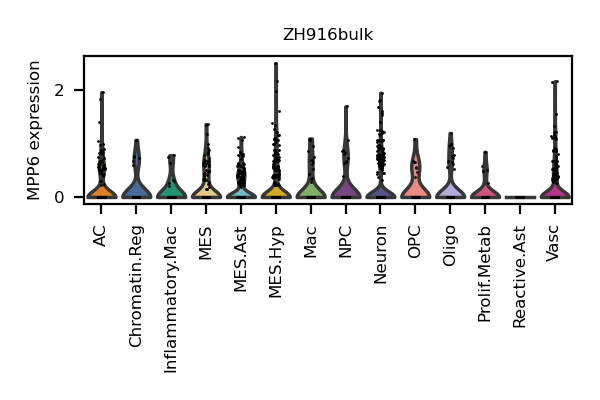 ZH916bulk
MPP6 expression
2
0
AC
Chromatin.Reg
Inflammatory.Mac
MES
MES.Ast
MES.Hyp
Mac
NPC
Neuron
OPC
Oligo
Prolif.Metab
Reactive.Ast
Vasc